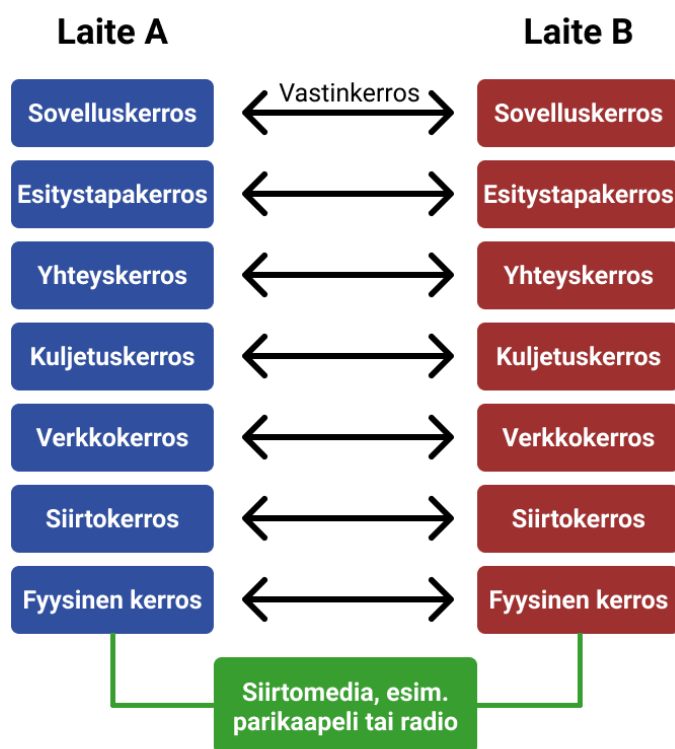 Laite A
Laite B
Sovelluskerros
Vastinkerros
Sovelluskerros
Esitystapakerros
Esitystapakerros
Yhteyskerros
Yhteyskerros
Kuljetuskerros
Kuljetuskerros
Verkkokerros
Verkkokerros
Siirtokerros
Siirtokerros
Fyysinen kerros
Fyysinen kerros
Siirtomedia, esim.
parikaapeli tai radio